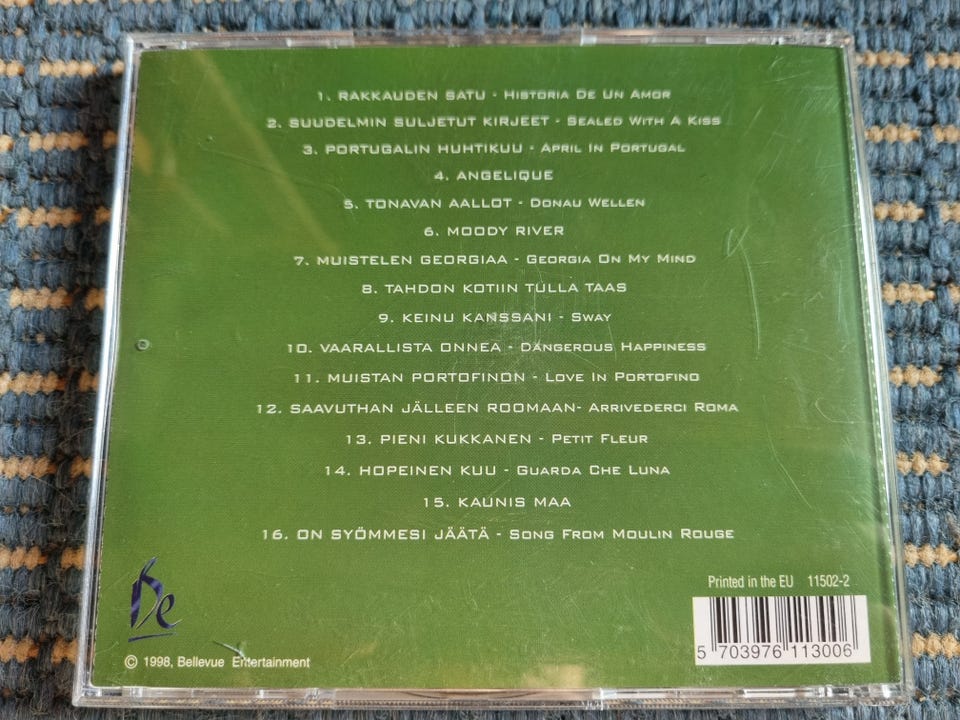 1. RAKKAUDEN SATU - HISTORIA DE UN AMOR
2. SUUDELMIN SULJETUT KIRJEET - SEALED WITH A KISS
3. PORTUGALIN HUHTIKUU - APRIL IN PORTUGAL
4. ANGELIQUE
5. TONAVAN AALLOT - DONAU WELLEN
6. MOODY RIVER
7. MUISTELEN GEORGIAA - GEORGIA ON MY MIND
8. TAHDON KOTIIN TULLA TAAS
9. KEINU KANSSANI - SWAY
10. VAARALLISTA ONNEA - DANGEROUS HAPPINESS
11. MUISTAN PORTOFINON - LOVE IN PORTOFINO
12. SAAVUTHAN JÄLLEEN ROOMAAN- ARRIVEDERCI ROMA
13. PIENI KUKKANEN - PETIT FLEUR
14. HOPEINEN KUU - GUARDA CHE LUNA
15. KAUNIS MAA
16. ON SYÖMMESI JÄÄTÄ - SONG FROM MOULIN ROUGE
Be
© 1998, Bellevue Entertainment
Printed in the EU 11502-2
5 703976 113006